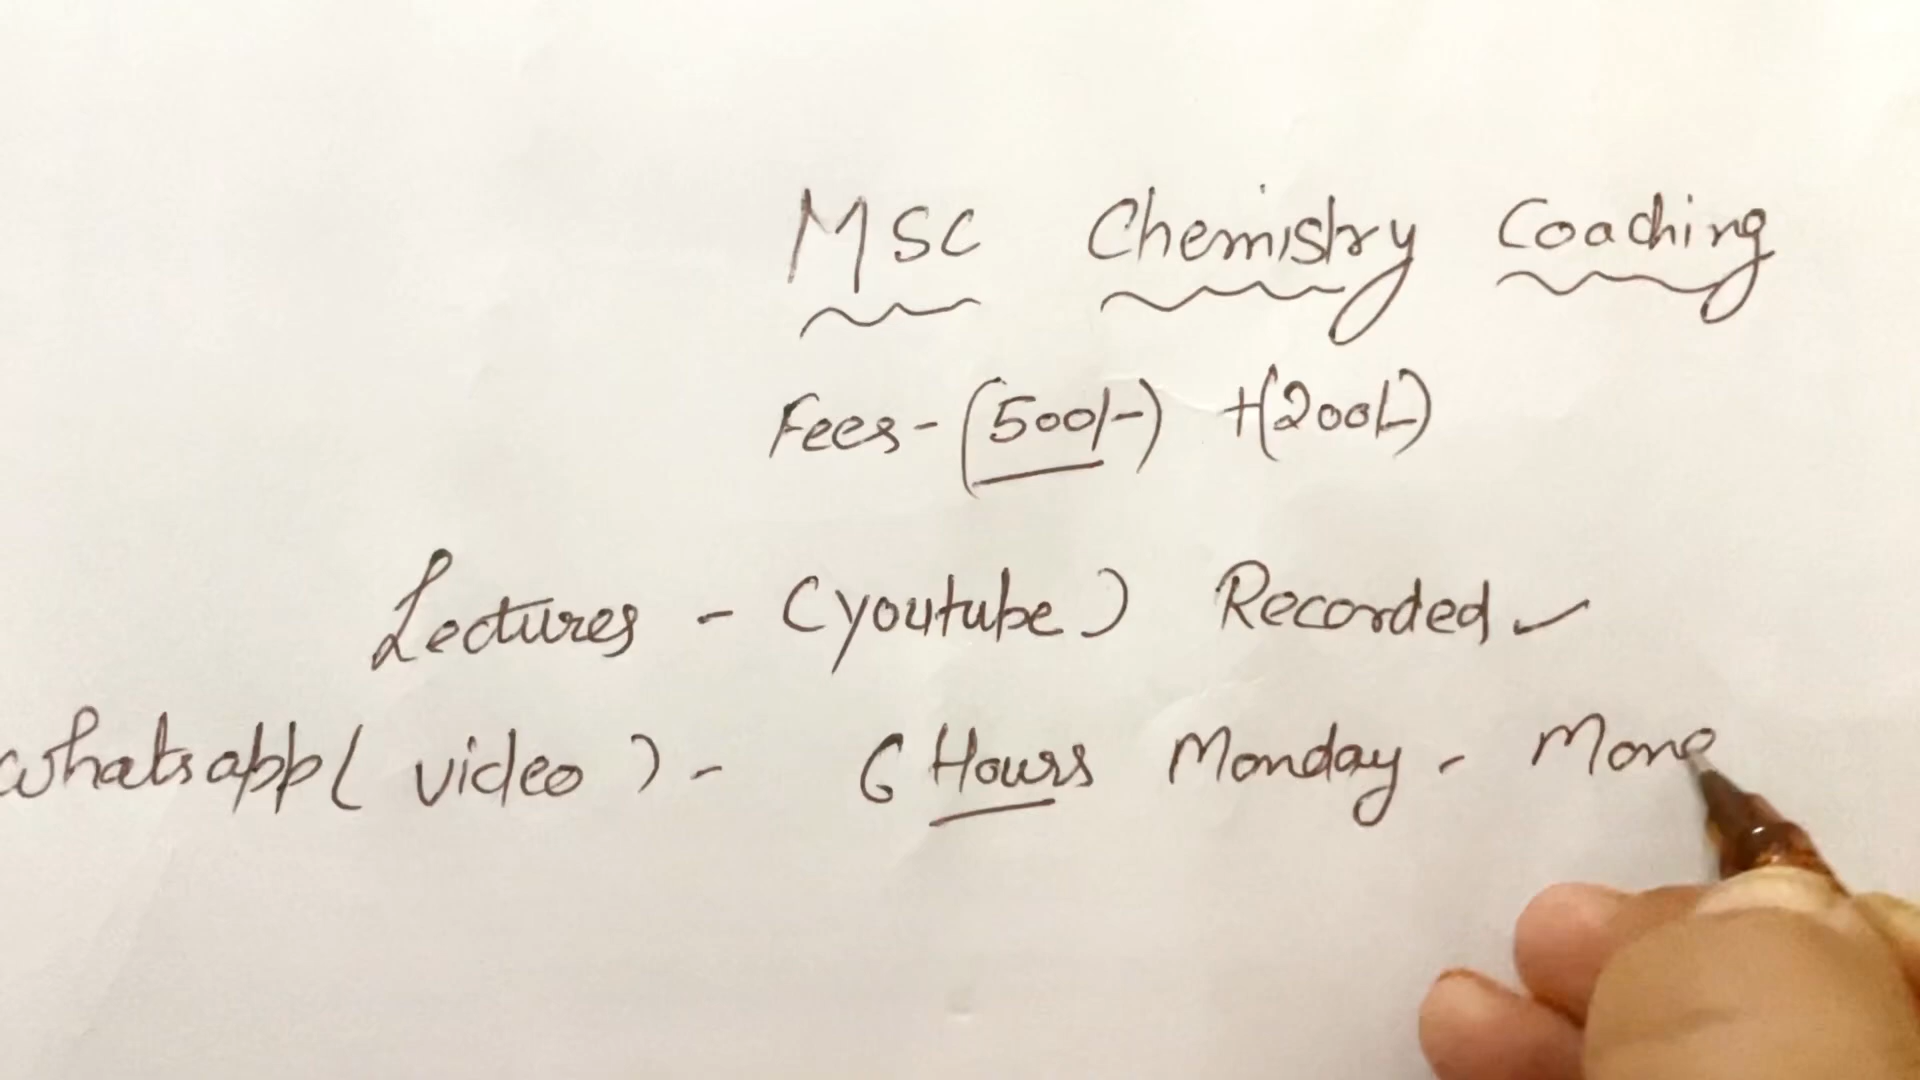 MSC Chemistry Coaching
Fees - (500/-) +(200/-)
Lectures - (youtube) Recorded ✓
whatsapp( video ) - 6 Hours Monday - Mon